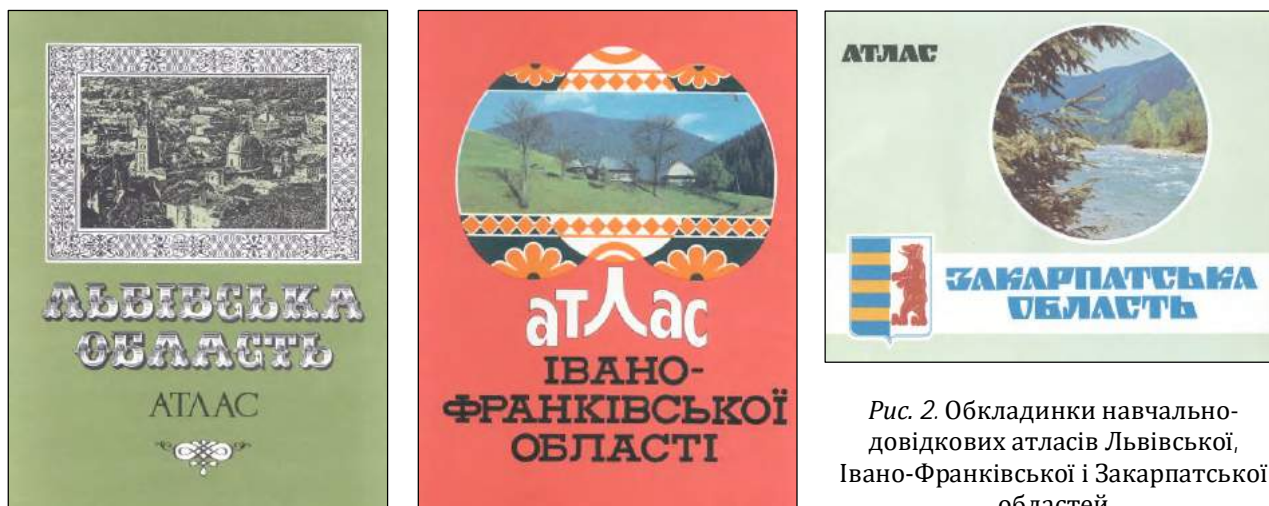 ЛЬВІВСЬКА
ОБЛАСТЬ
АТЛАС
атлас
ІВАНО-
ФРАНКІВСЬКОЇ
ОБЛАСТІ
АТЛАС
ЗАКАРПАТСЬКА
ОБЛАСТЬ
Рис. 2. Обкладинки навчально-
довідкових атласів Львівської,
Івано-Франківської і Закарпатської
областей